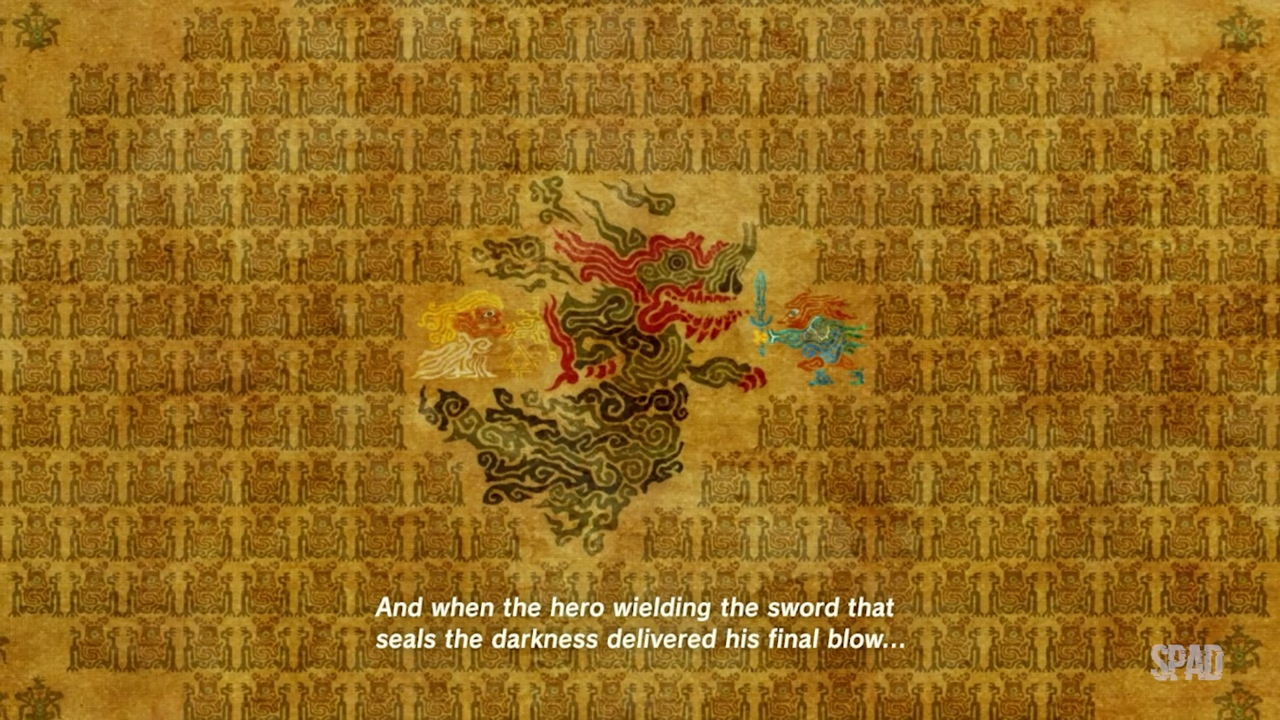 And when the hero wielding the sword that
seals the darkness delivered his final blow...
SPAD